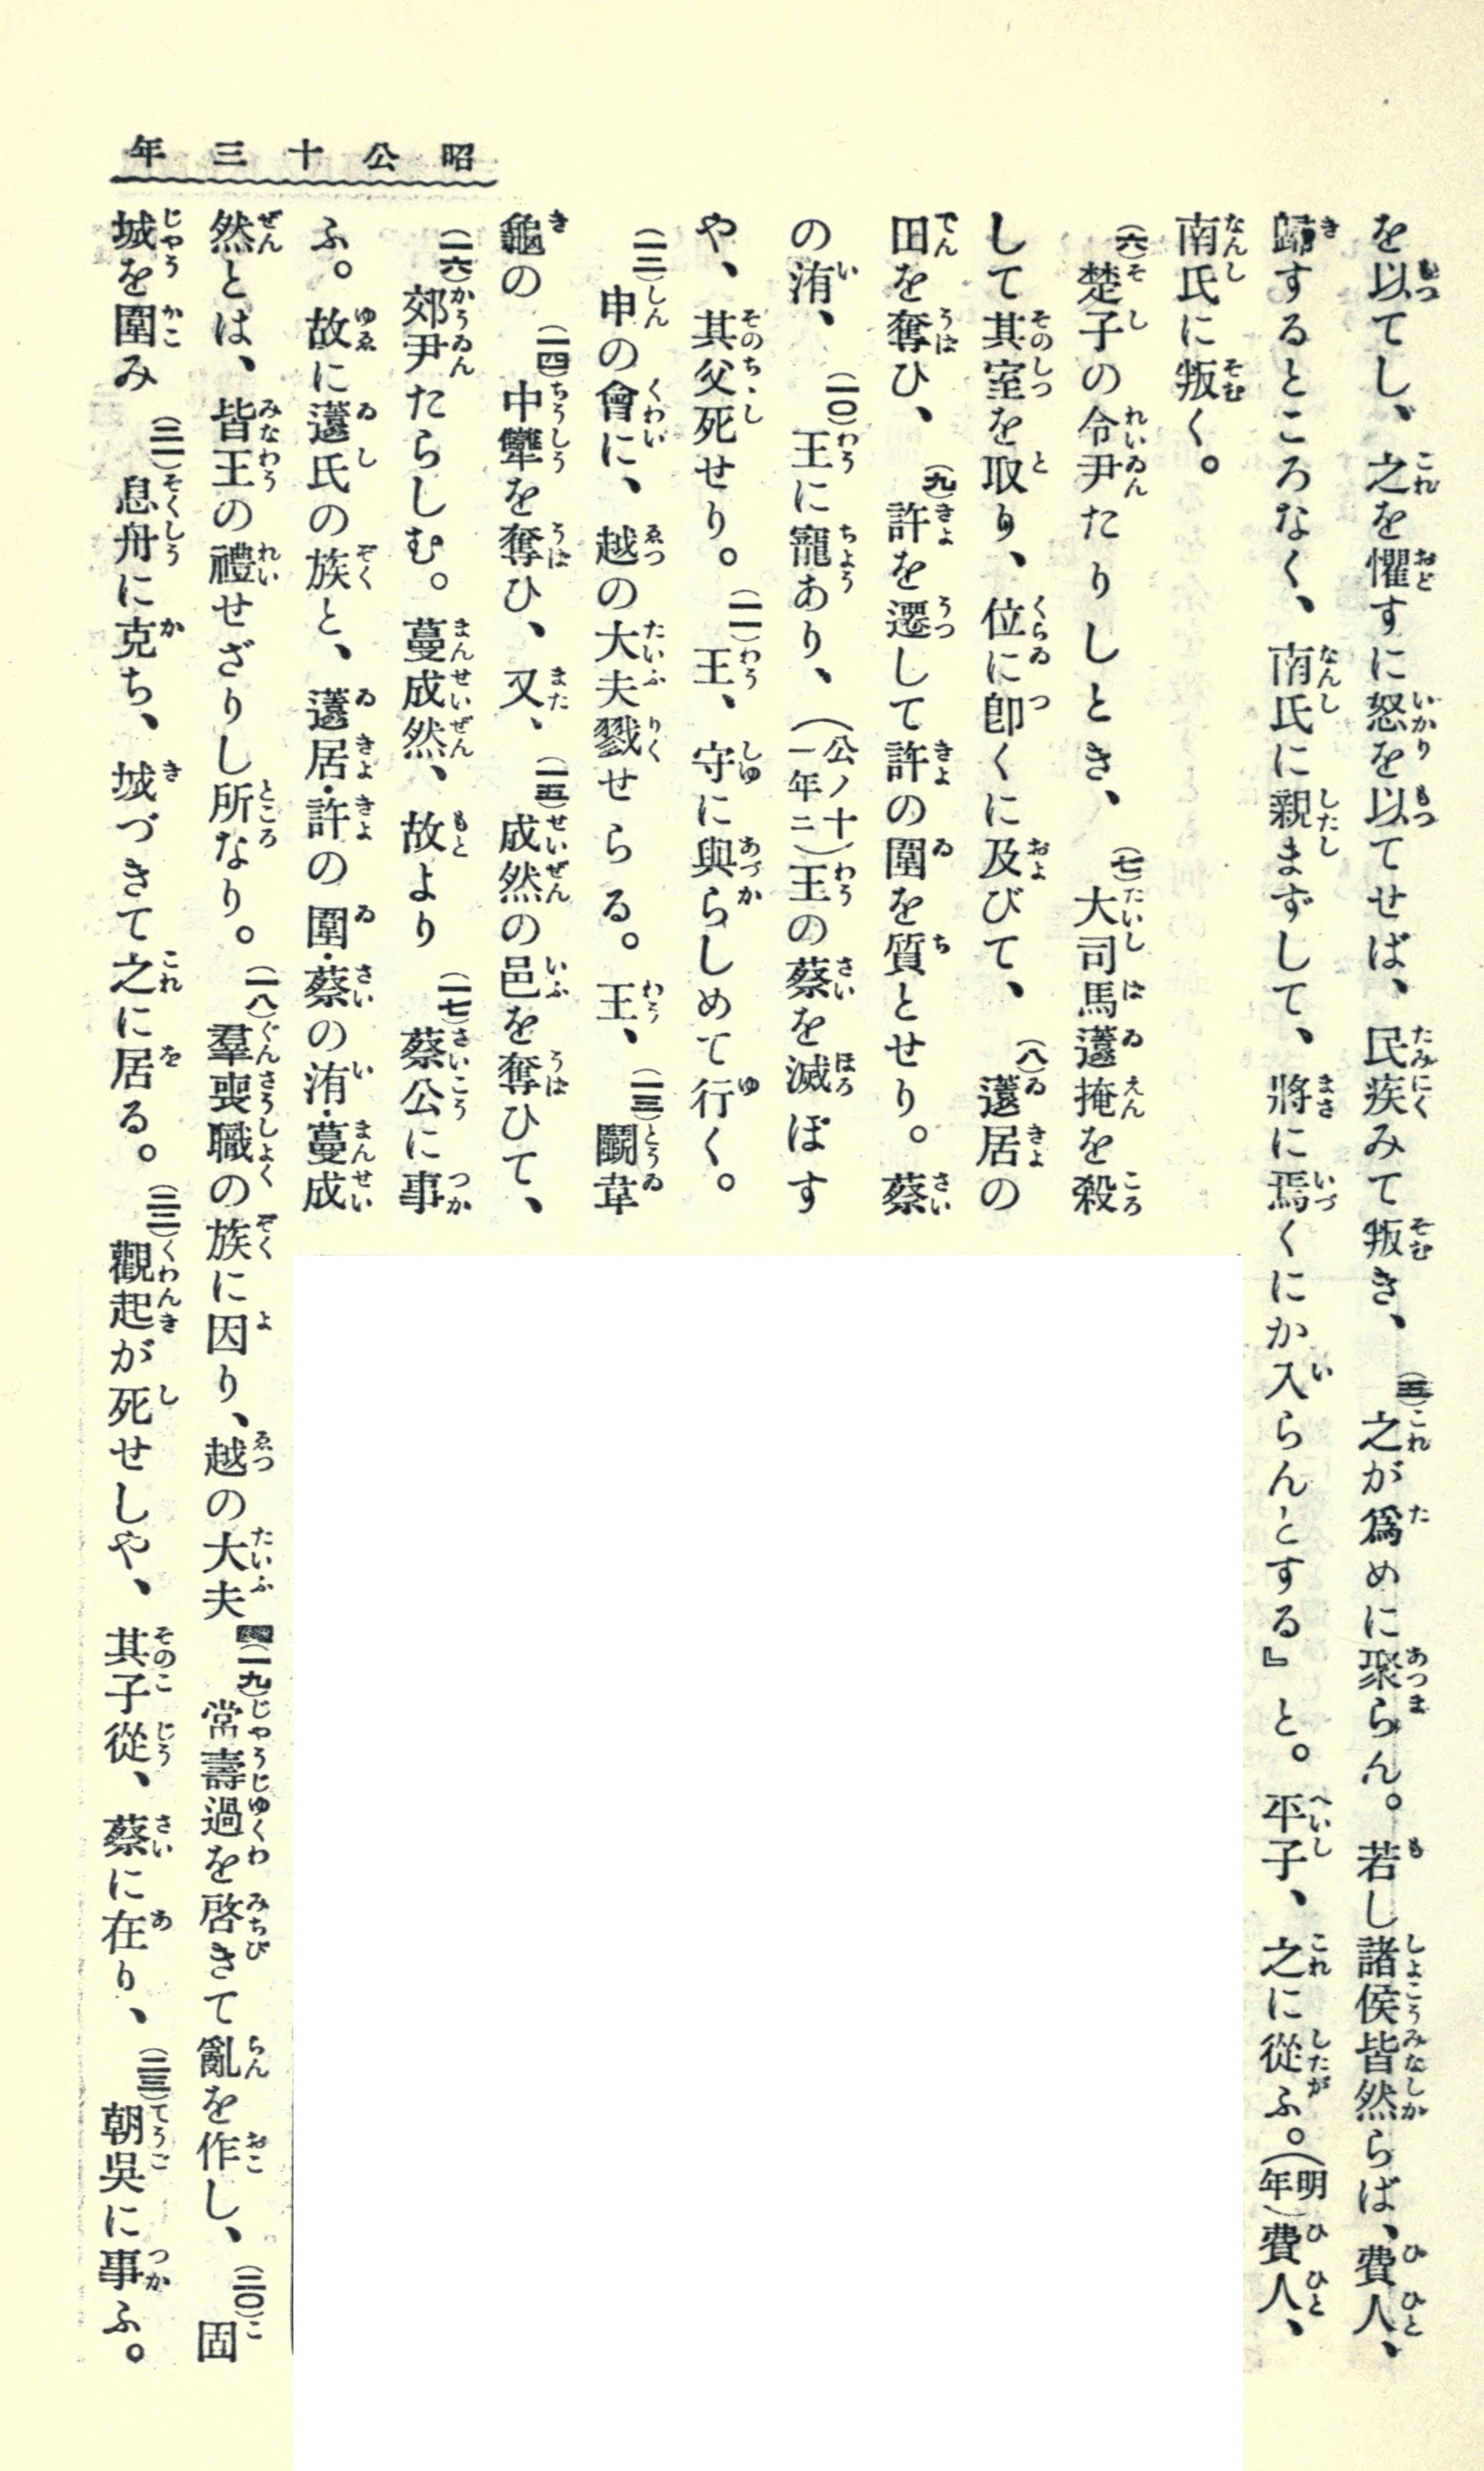 昭公十三年
を以てし、之を懼すに怒を以てせば、民疾みて叛き、(五)之が爲めに聚らん。若し諸侯皆然らば、費人、
歸するところなく、南氏に親まずして、將に焉くにか入らんとする』と。平子、之に從ふ。(明年)費人、
南氏に叛く。
(六)楚子の令尹たりしとき、(七)大司馬薳掩を殺
して其室を取り、位に卽くに及びて、(八)薳居の
田を奪ひ、(九)許を遷して許の圍を質とせり。蔡
の洧、(一〇)王に寵あり、(公ノ十一年ニ)王の蔡を滅ぼす
や、其父死せり。(一一)王、守に與らしめて行く。
(一二)申の會に、越の大夫戮せらる。王、(一三)鬭韋
龜の(一四)中犫を奪ひ、又、(一五)成然の邑を奪ひて、
(一六)郊尹たらしむ。蔓成然、故より(一七)蔡公に事
ふ。故に薳氏の族と、薳居・許の圍・蔡の洧・蔓成
然とは、皆王の禮せざりし所なり。(一八)羣喪職の族に因り、越の大夫(一九)常壽過を啓きて亂を作し、(二〇)固
城を圍み(二一)息舟に克ち、城づきて之に居る。(二二)觀起が死せしや、其子從、蔡に在り、(二三)朝吳に事ふ。